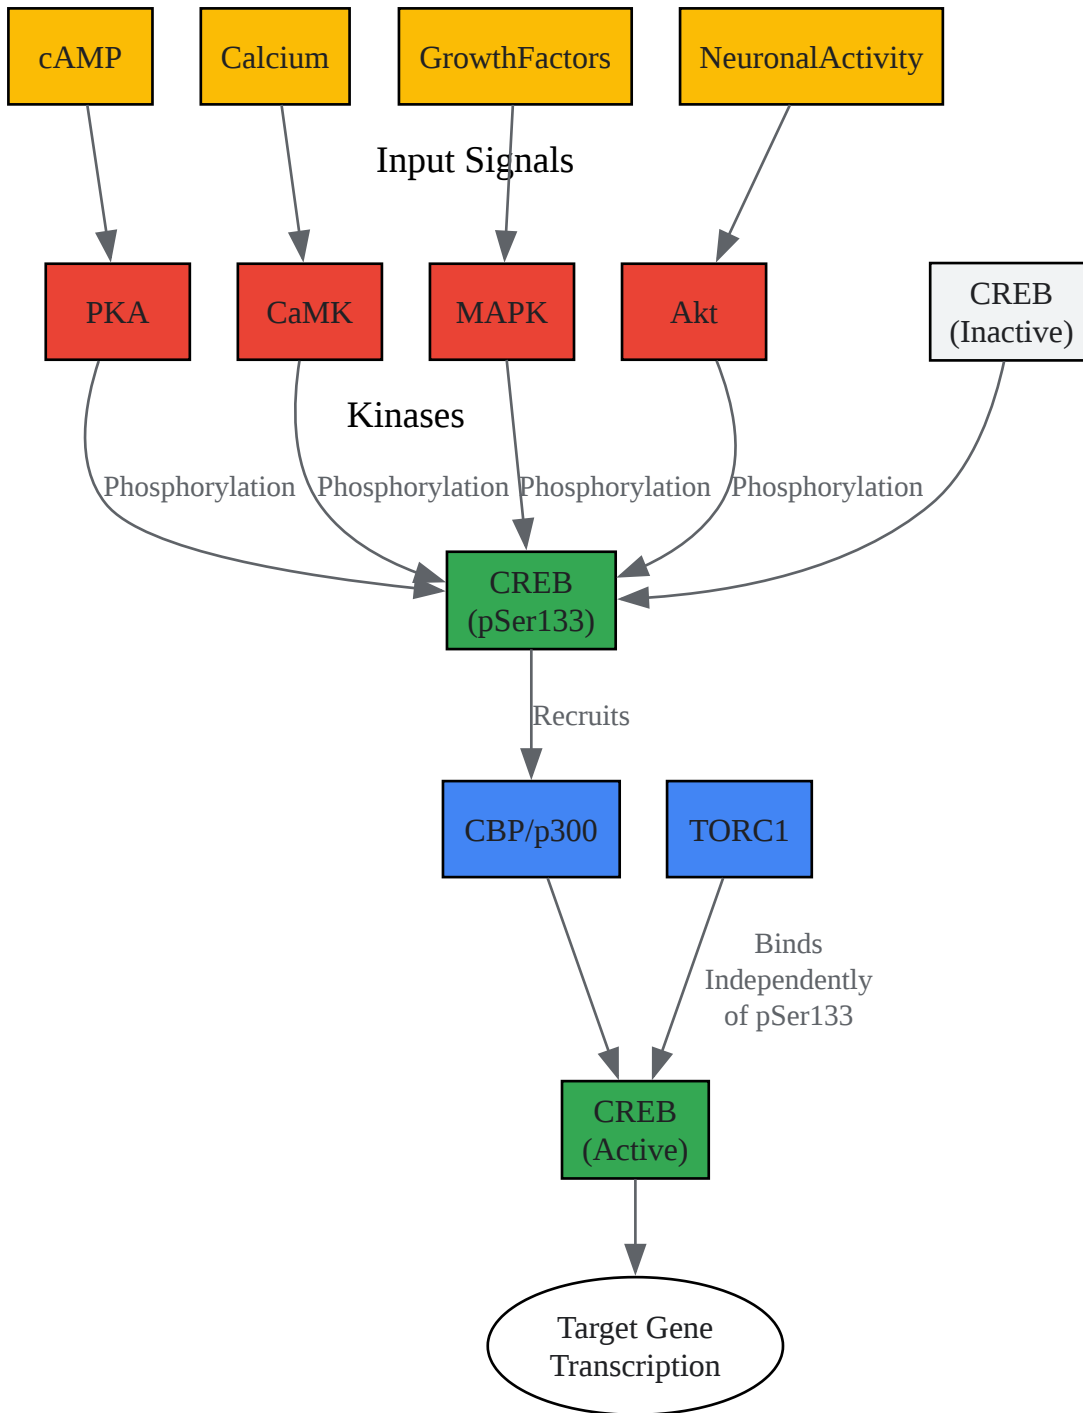 cAMP
Calcium
GrowthFactors
NeuronalActivity
Input Signals
PKA
CaMK
MAPK
Akt
CREB
(Inactive)
Kinases
Phosphorylation
Phosphorylation
Phosphorylation
Phosphorylation
CREB
(pSer133)
Recruits
CBP/p300
TORC1
Binds
Independently
of pSer133
CREB
(Active)
Target Gene
Transcription